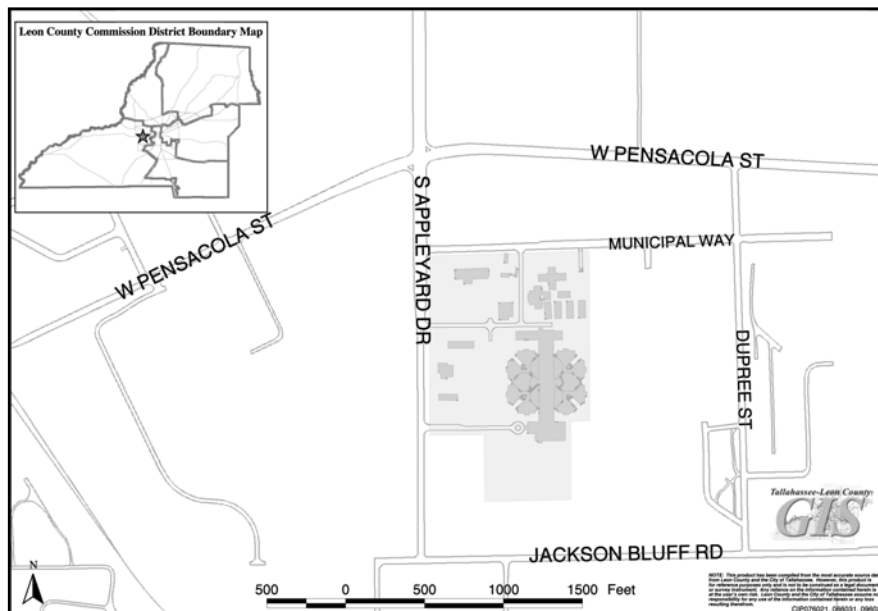 Leon County Commission District Boundary Map
W PENSACOLA ST
W PENSACOLA ST
S APPLEYARD DR
MUNICIPAL WAY
DUPREE ST
Tallahassee-Leon County
GIS
JACKSON BLUFF RD
N
500 0 500 1000 1500 Feet
NOTE: This product has been compiled from the most accurate source data
from Leon County and the City of Tallahassee. However, this product is
for reference purposes only and is not to be construed as a legal document
or survey instrument. Any reliance on the information contained herein is
at the user's own risk. Leon County and the City of Tallahassee assume no
responsibility for any use of the information contained herein or any loss
resulting therefrom.